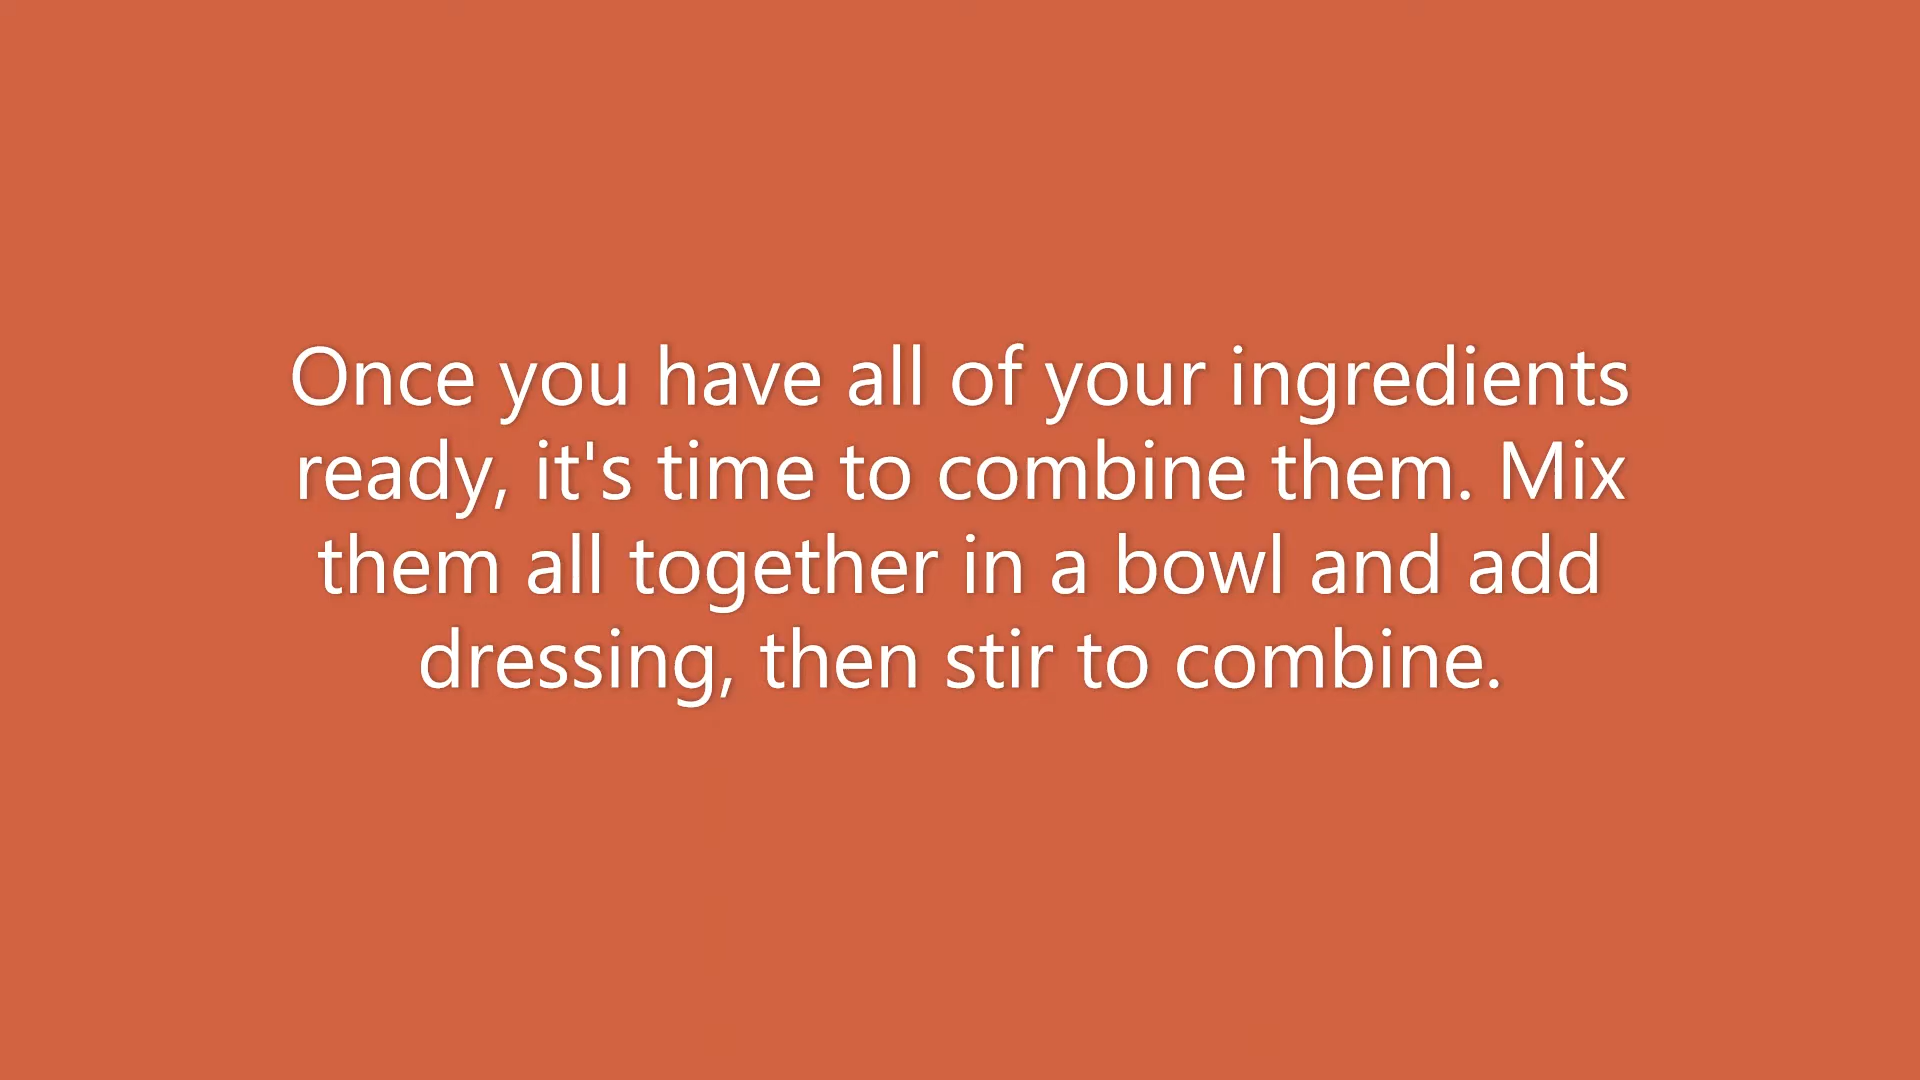 Once you have all of your ingredients
ready, it's time to combine them. Mix
them all together in a bowl and add
dressing, then stir to combine.